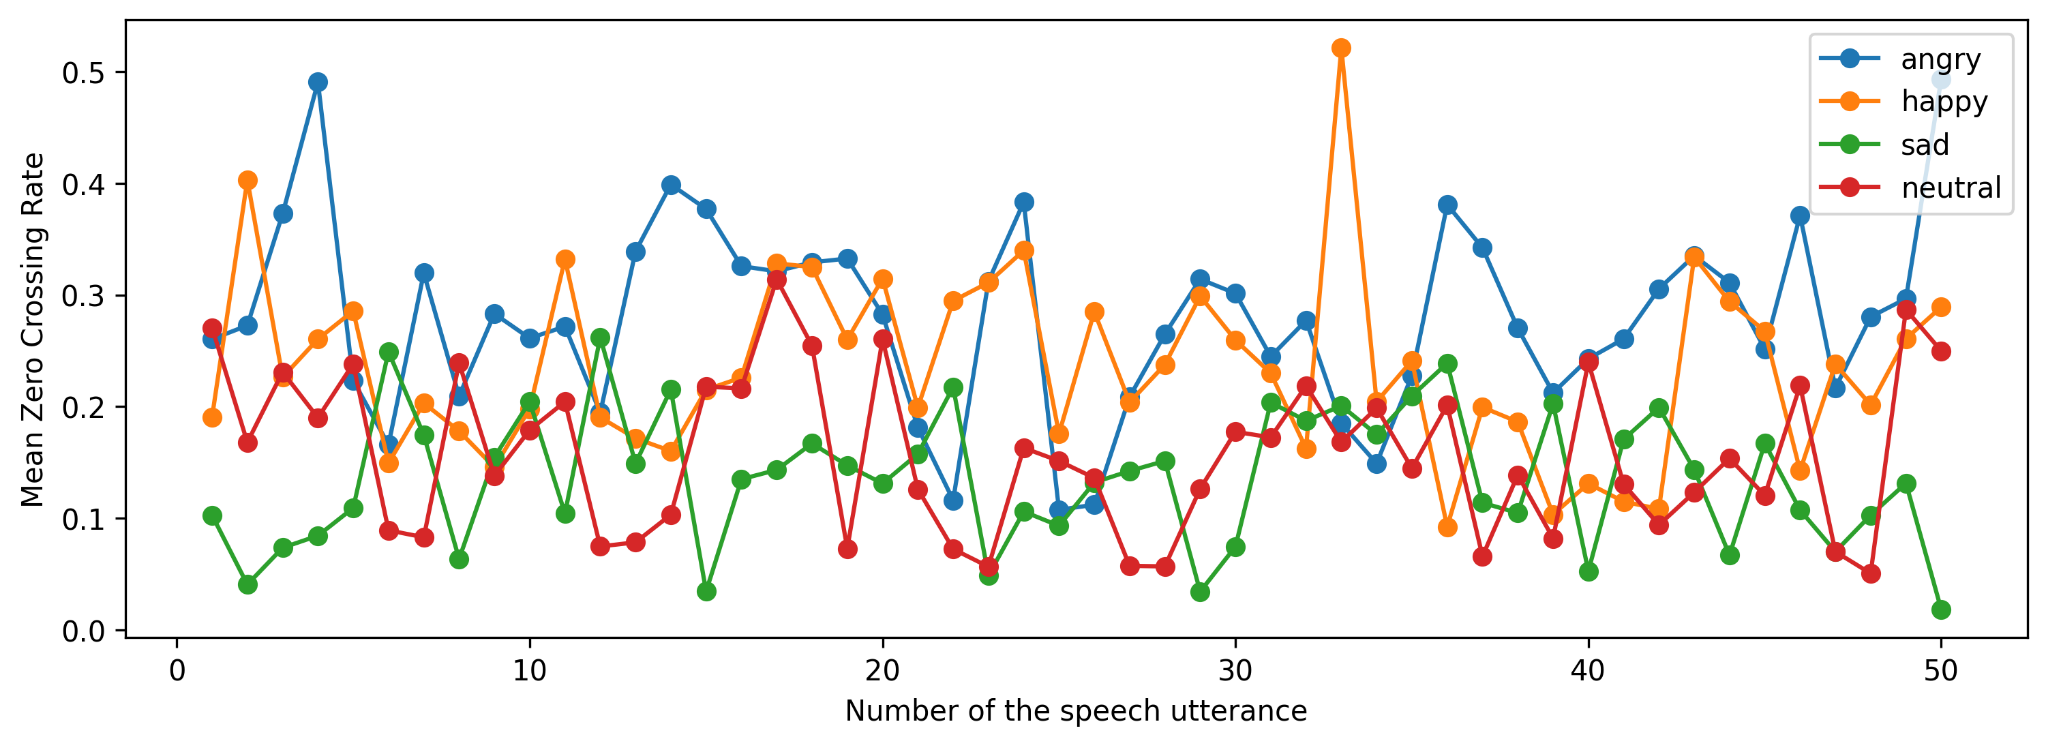 0.5
0.4
0.3
0.2
0.1
0.0
Mean Zero Crossing Rate
angry
happy
sad
neutral
0 10 20 30 40 50
Number of the speech utterance